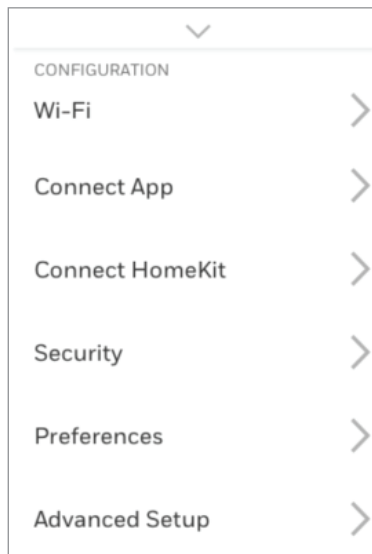 CONFIGURATION
Wi-Fi
Connect App
Connect HomeKit
Security
Preferences
Advanced Setup